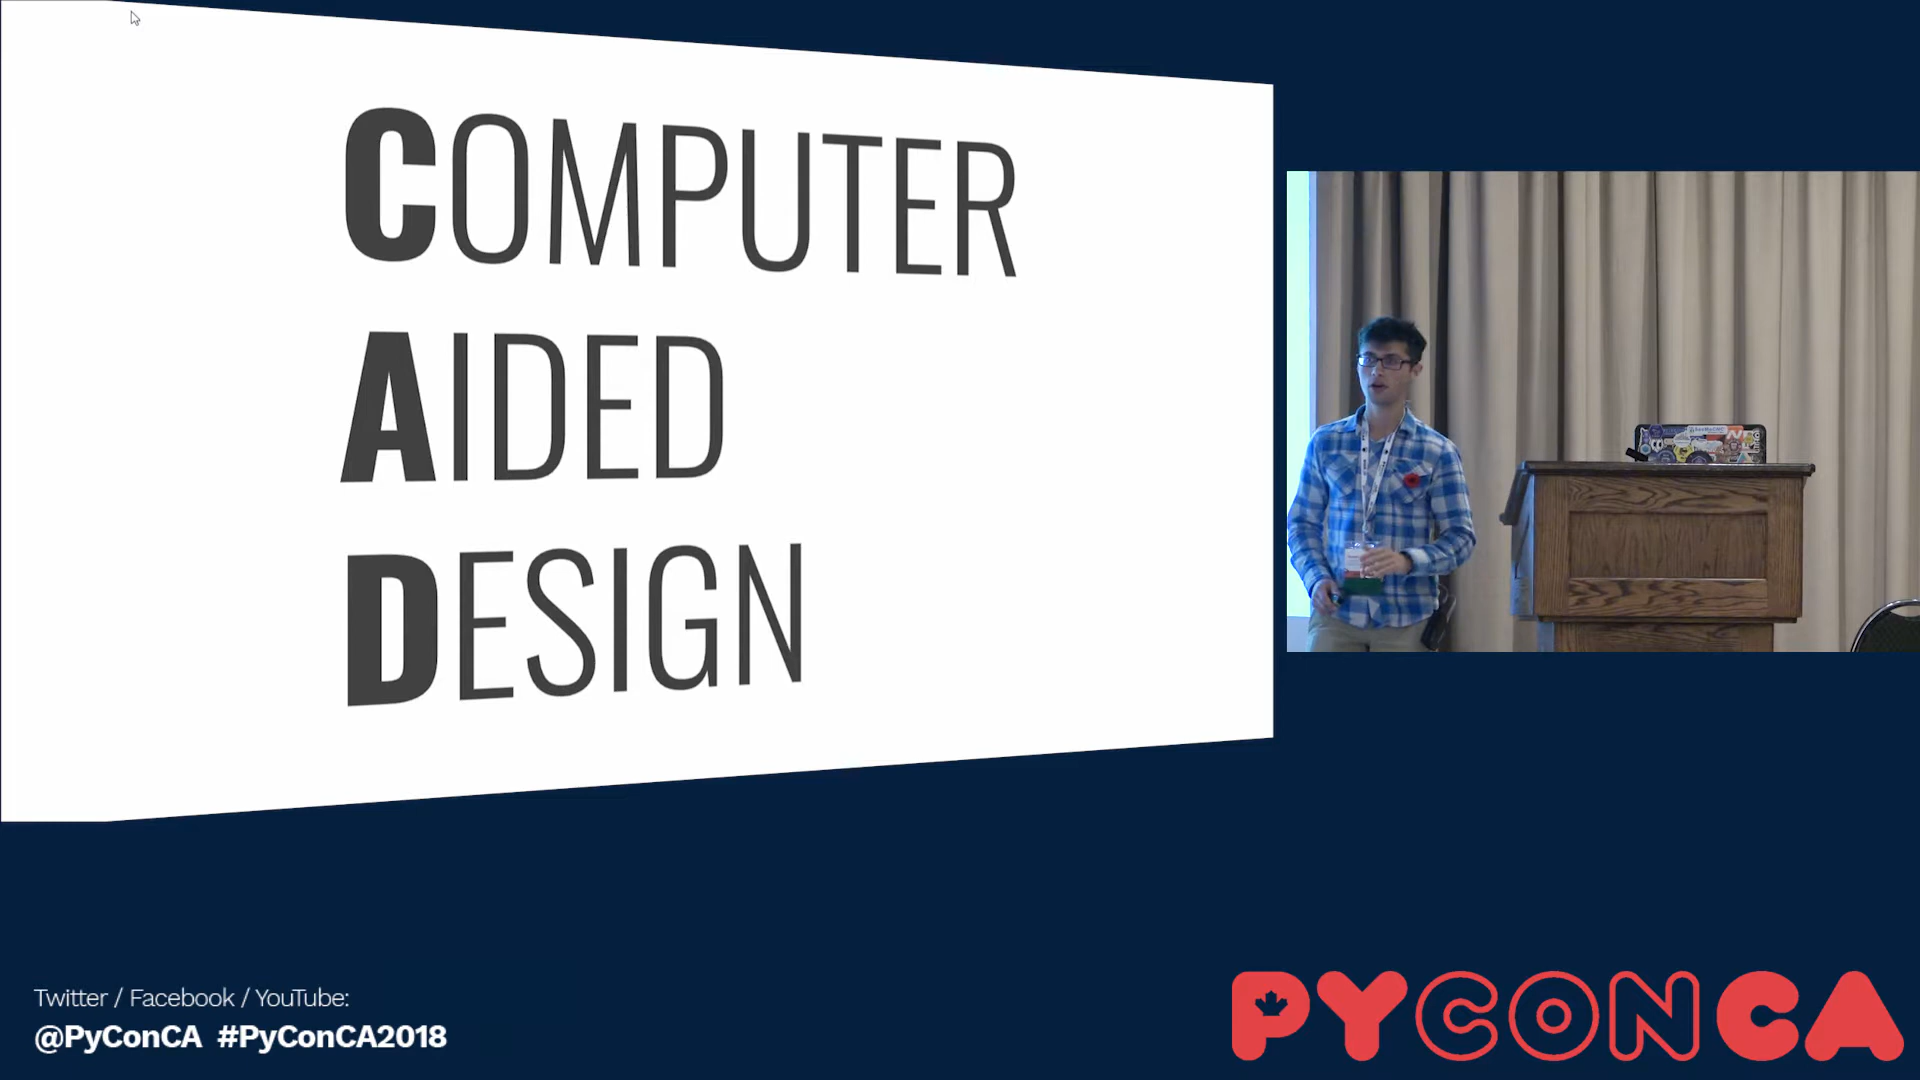 COMPUTER
AIDED
DESIGN
Twitter / Facebook / YouTube:
@PyConCA #PyConCA2018
PYCONCA